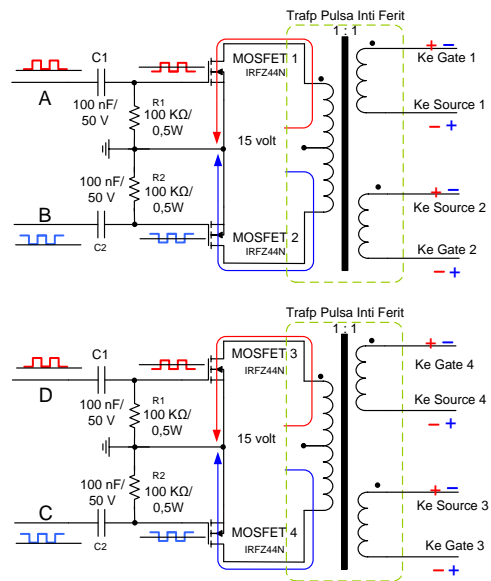 Trafp Pulsa Inti Ferit
1 : 1
C1
MOSFET 1
IRFZ44N
+ −
Ke Gate 1
A
100 nF/
50 V
R1
100 KΩ/
0,5W
Ke Source 1
− +
15 volt
100 nF/
50 V
R2
100 KΩ/
0,5W
+ −
Ke Source 2
B
C2
MOSFET 2
IRFZ44N
Ke Gate 2
− +
Trafp Pulsa Inti Ferit
1 : 1
C1
MOSFET 3
IRFZ44N
+ −
Ke Gate 4
D
100 nF/
50 V
R1
100 KΩ/
0,5W
Ke Source 4
− +
15 volt
100 nF/
50 V
R2
100 KΩ/
0,5W
+ −
Ke Source 3
C
C2
MOSFET 4
IRFZ44N
Ke Gate 3
− +